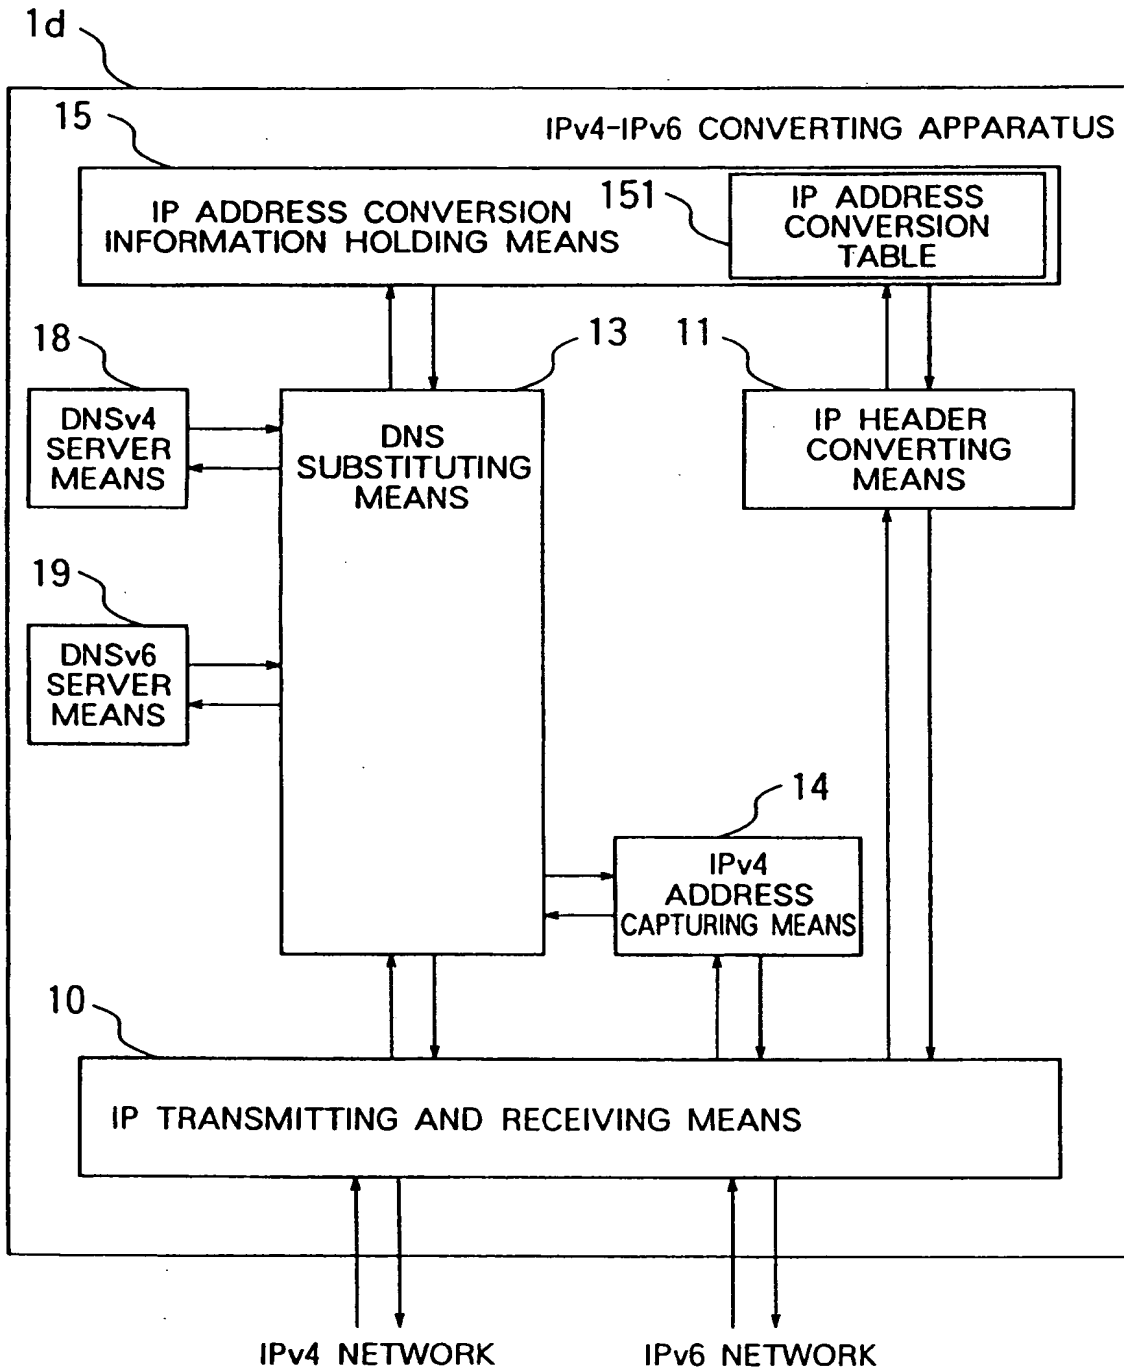 1d
IPv4-IPv6 CONVERTING APPARATUS
15
IP ADDRESS CONVERSION
INFORMATION HOLDING MEANS
151
IP ADDRESS
CONVERSION
TABLE
18
DNSv4
SERVER
MEANS
13
DNS
SUBSTITUTING
MEANS
11
IP HEADER
CONVERTING
MEANS
19
DNSv6
SERVER
MEANS
14
IPv4
ADDRESS
CAPTURING MEANS
10
IP TRANSMITTING AND RECEIVING MEANS
IPv4 NETWORK
IPv6 NETWORK